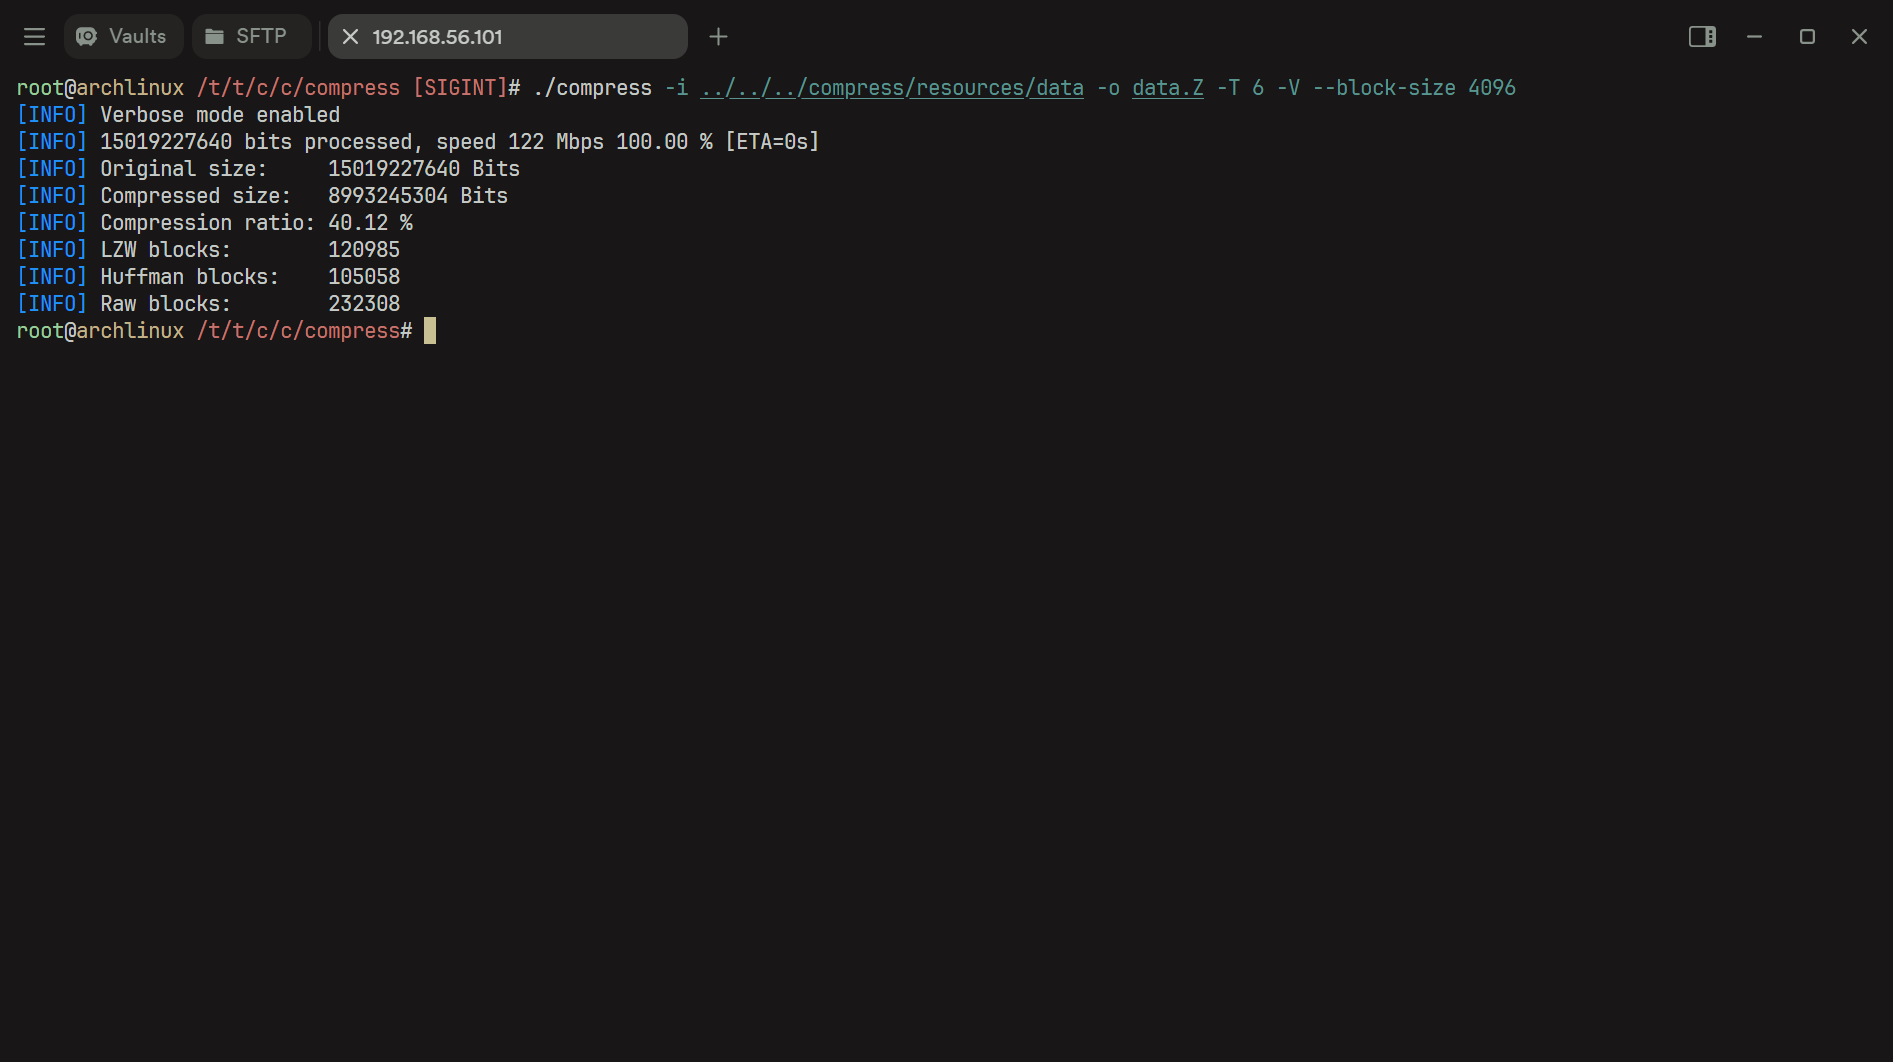 Vaults SFTP 192.168.56.101
root@archlinux /t/t/c/c/compress [SIGINT]# ./compress -i ../../../compress/resources/data -o data.Z -T 6 -V --block-size 4096
[INFO] Verbose mode enabled
[INFO] 15019227640 bits processed, speed 122 Mbps 100.00 % [ETA=0s]
[INFO] Original size:     15019227640 Bits
[INFO] Compressed size:   8993245304 Bits
[INFO] Compression ratio: 40.12 %
[INFO] LZW blocks:        120985
[INFO] Huffman blocks:    105058
[INFO] Raw blocks:        232308
root@archlinux /t/t/c/c/compress#